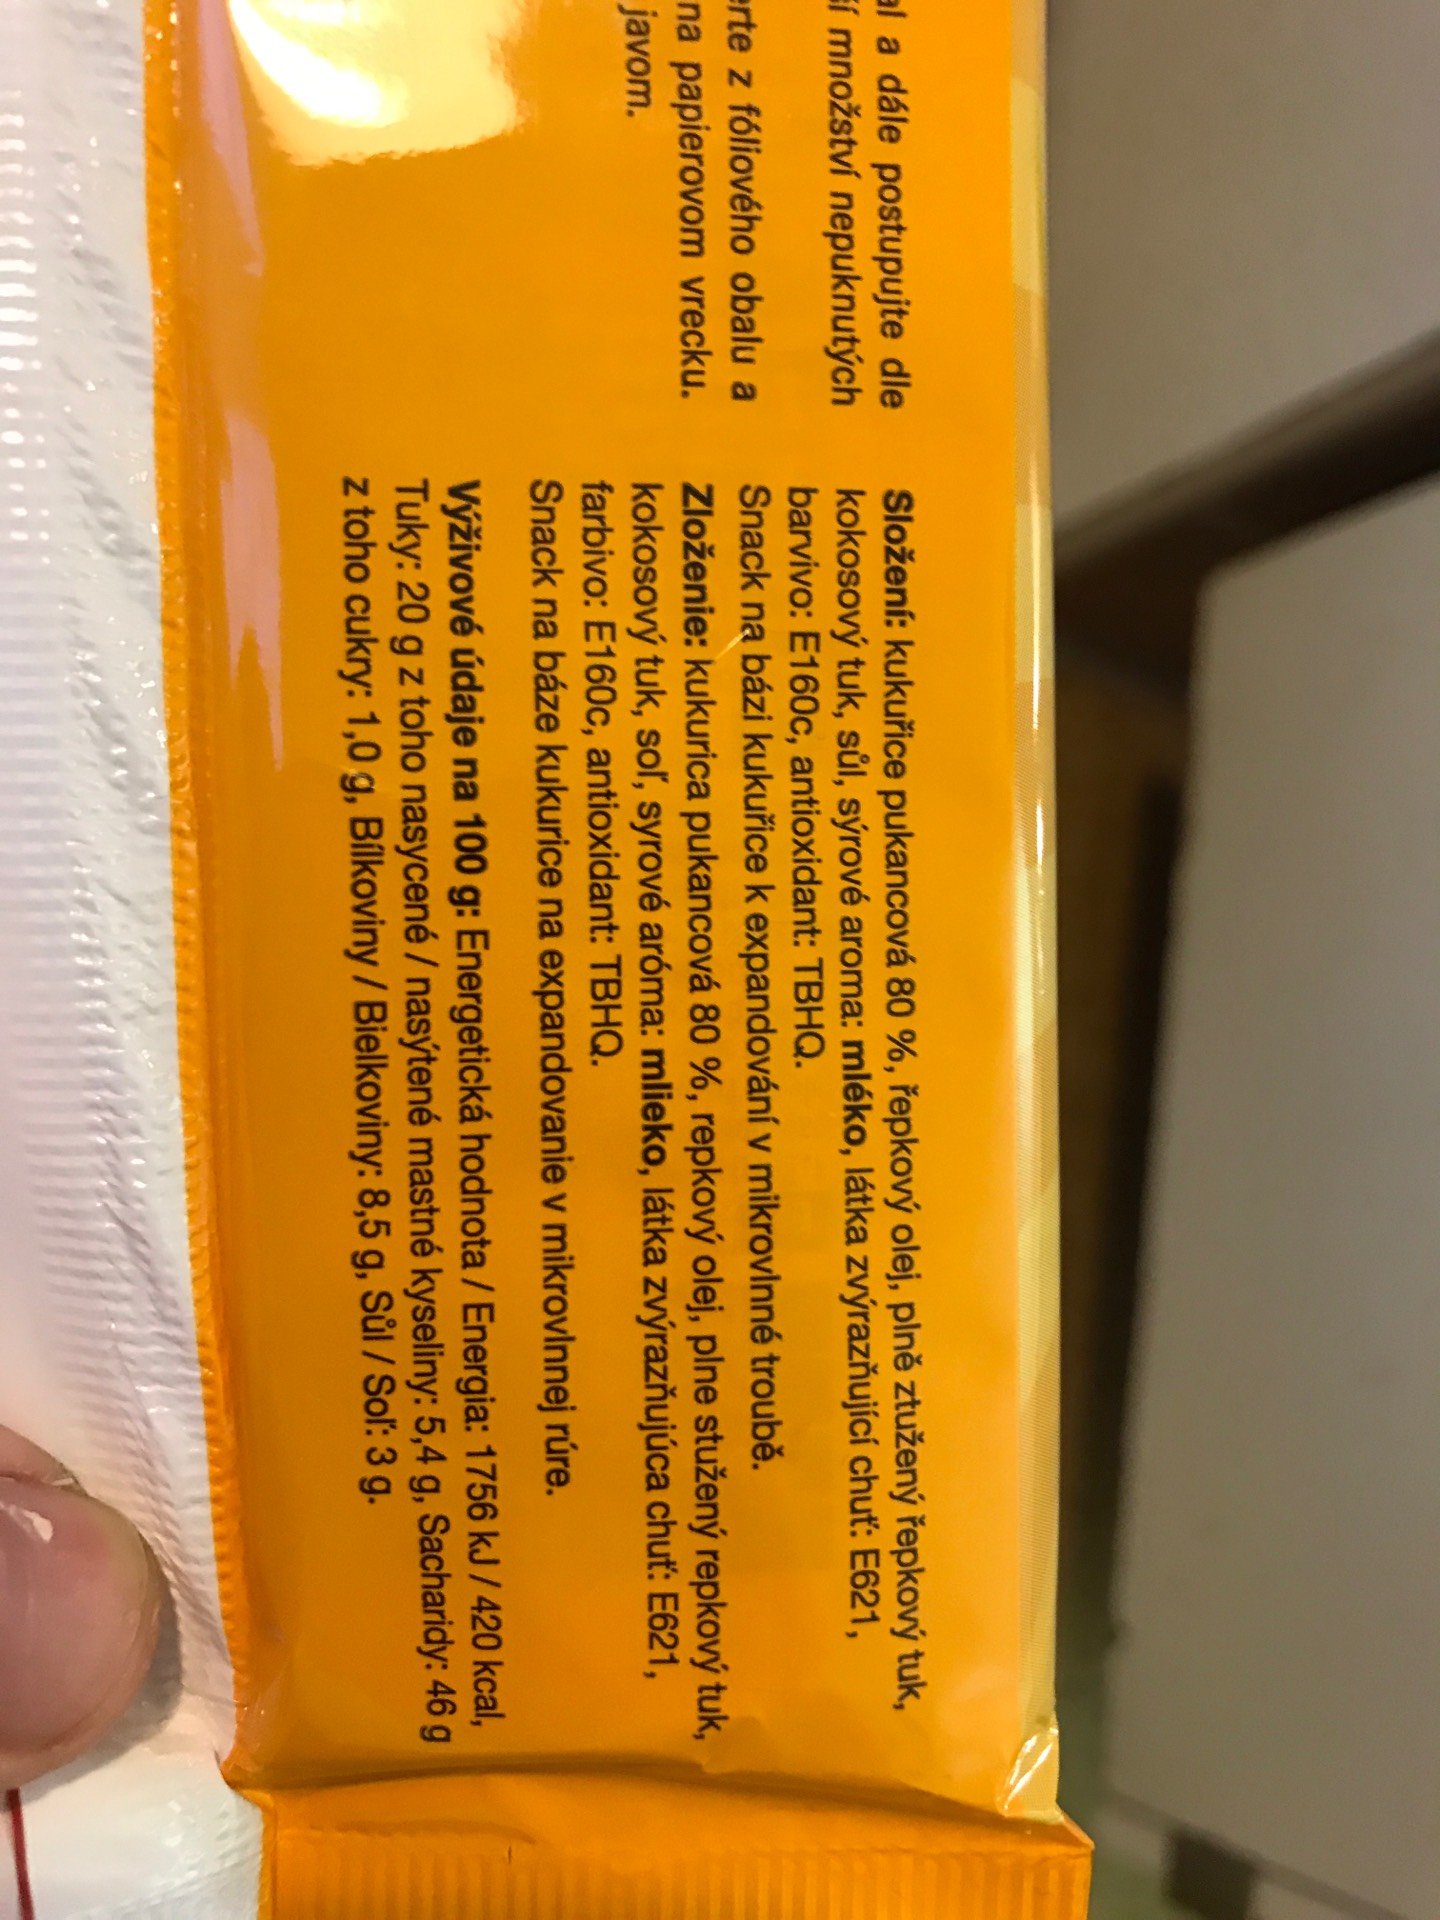 al a dále postupujte dle
ší množství nepuknutých
erte z fóliového obalu a
na papierovom vrecku.
javom.
Složení: kukuřice pukancová 80 %, řepkový olej, plně ztužený řepkový tuk,
kokosový tuk, sůl, sýrové aroma: mléko, látka zvýrazňující chuť: E621,
barvivo: E160c, antioxidant: TBHQ.
Snack na bázi kukuřice k expandování v mikrovlnné troubě.
Zloženie: kukurica pukancová 80 %, repkový olej, plne stužený repkový tuk,
kokosový tuk, soľ, syrové aróma: mlieko, látka zvýrazňujúca chuť: E621,
farbivo: E160c, antioxidant: TBHQ.
Snack na báze kukurice na expandovanie v mikrovlnnej rúre.
Výživové údaje na 100 g: Energetická hodnota / Energia: 1756 kJ / 420 kcal,
Tuky: 20 g z toho nasycené / nasýtené mastné kyseliny: 5,4 g, Sacharidy: 46 g
z toho cukry: 1,0 g, Bílkoviny / Bielkoviny: 8,5 g, Sůl / Soľ: 3 g.